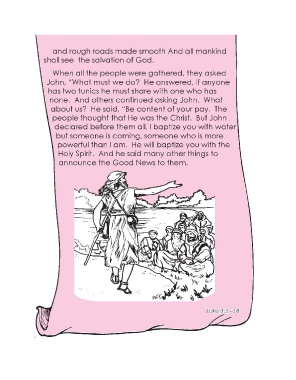 and rough roads made smooth And all mankind
shall see the salvation of God.
When all the people were gathered, they asked
John, "What must we do? He answered, if anyone
has two tunics he must share with one who has
none. And others continued asking John. What
about us? He said, "Be content of your pay. The
people thought that He was the Christ. But John
declared before them all, I baptize you with water
but someone is coming, someone who is more
powerful than I am. He will baptize you with the
Holy Spirit. And he said many other things to
announce the Good News to them.